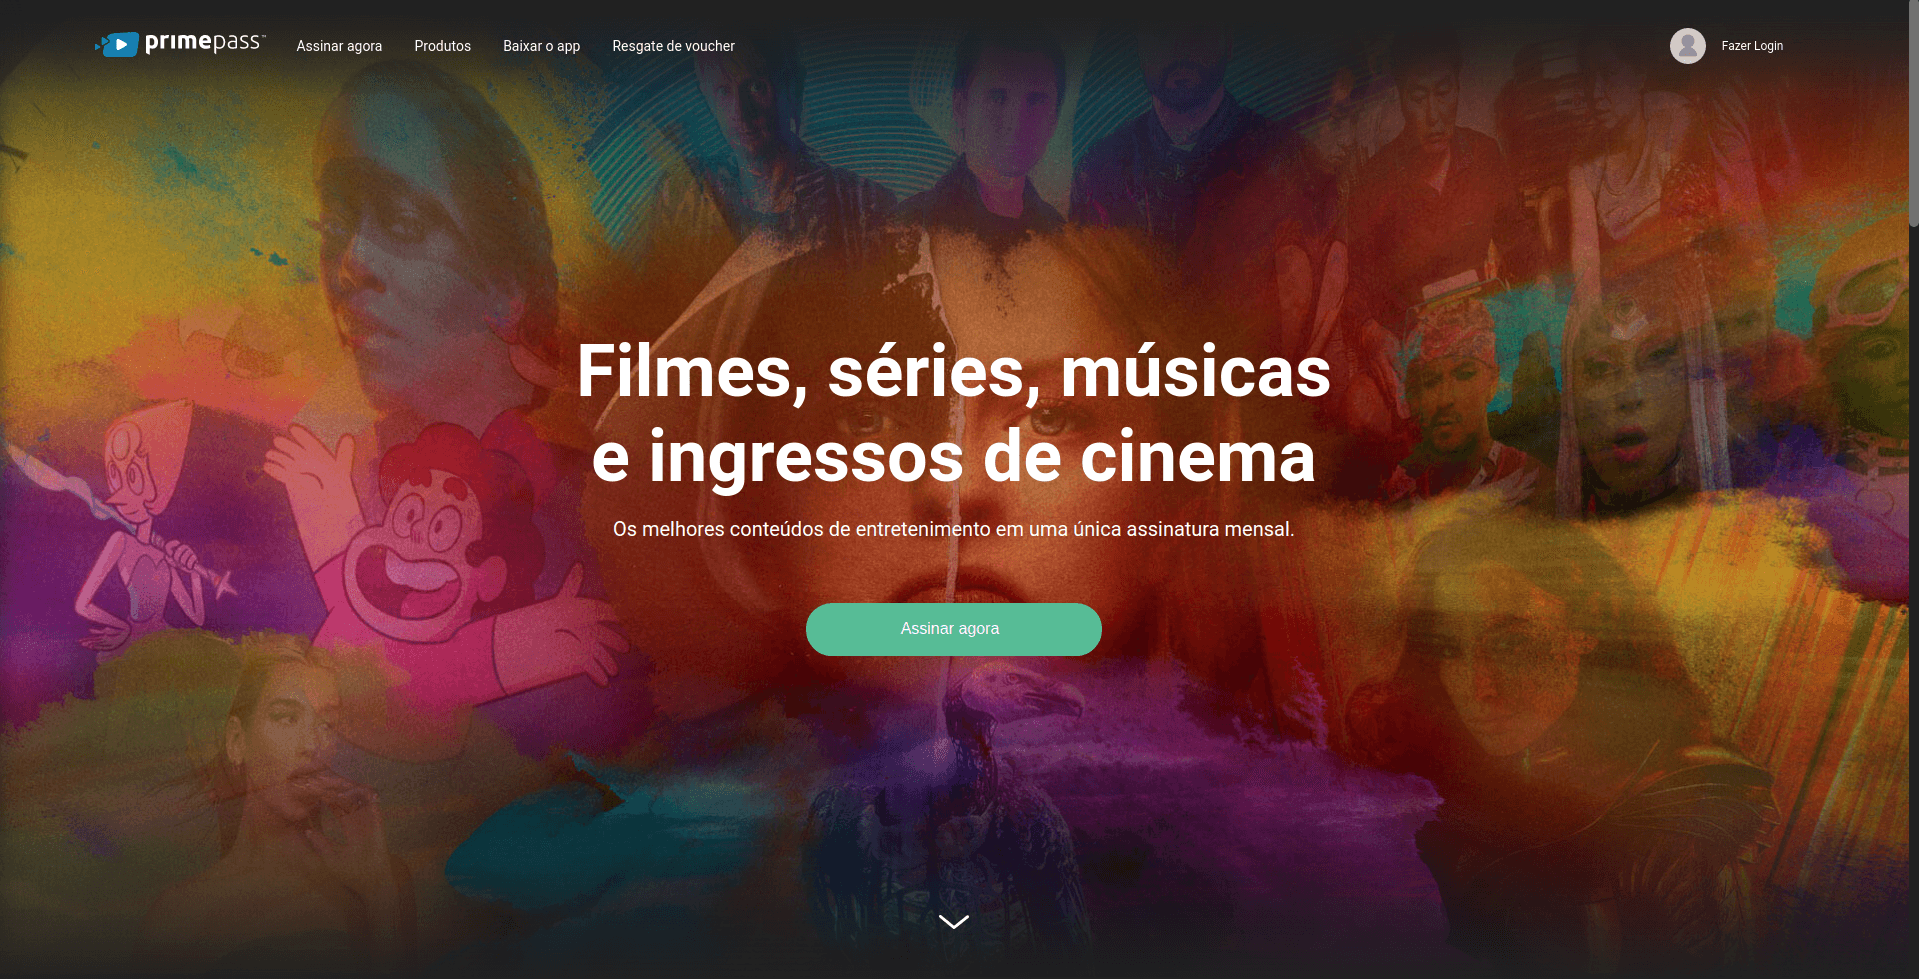 primepass™
Assinar agora
Produtos
Baixar o app
Resgate de voucher
Fazer Login
Filmes, séries, músicas
e ingressos de cinema
Os melhores conteúdos de entretenimento em uma única assinatura mensal.
Assinar agora